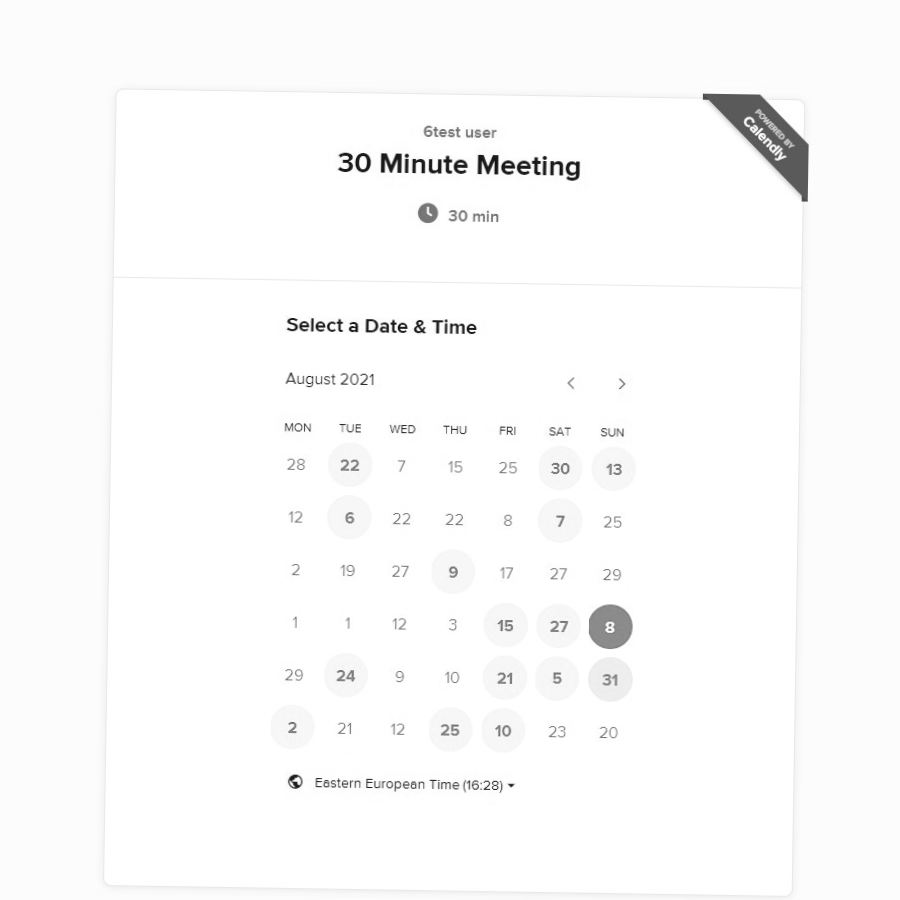 POWERED BY
Calendly
6test user
30 Minute Meeting
30 min
Select a Date & Time
August 2021
MON TUE WED THU FRI SAT SUN
28 22 7 15 25 30 13
12 6 22 22 8 7 25
2 19 27 9 17 27 29
1 1 12 3 15 27 8
29 24 9 10 21 5 31
2 21 12 25 10 23 20
Eastern European Time (16:28)